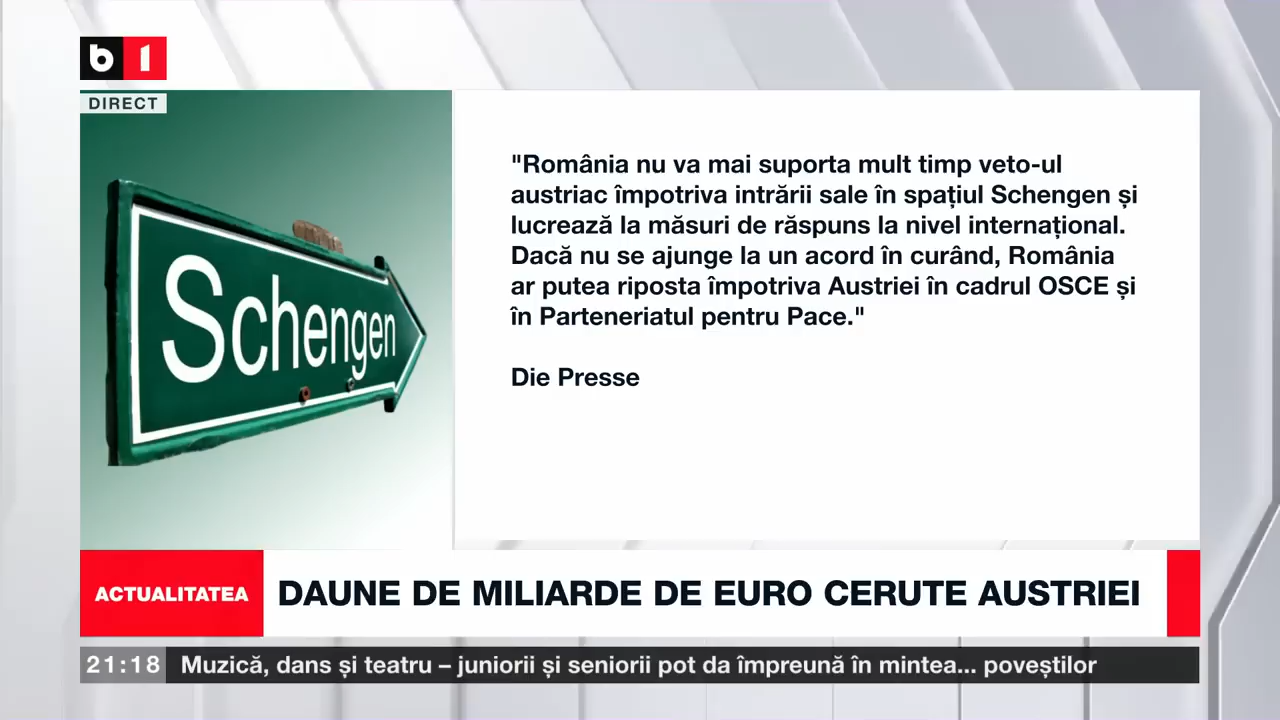 b1
DIRECT
Schengen
"România nu va mai suporta mult timp veto-ul
austriac împotriva intrării sale în spațiul Schengen și
lucrează la măsuri de răspuns la nivel internațional.
Dacă nu se ajunge la un acord în curând, România
ar putea riposta împotriva Austriei în cadrul OSCE și
în Parteneriatul pentru Pace."
Die Presse
ACTUALITATEA
DAUNE DE MILIARDE DE EURO CERUTE AUSTRIEI
21:18 Muzică, dans și teatru – juniorii și seniorii pot da împreună în mintea... poveștilor